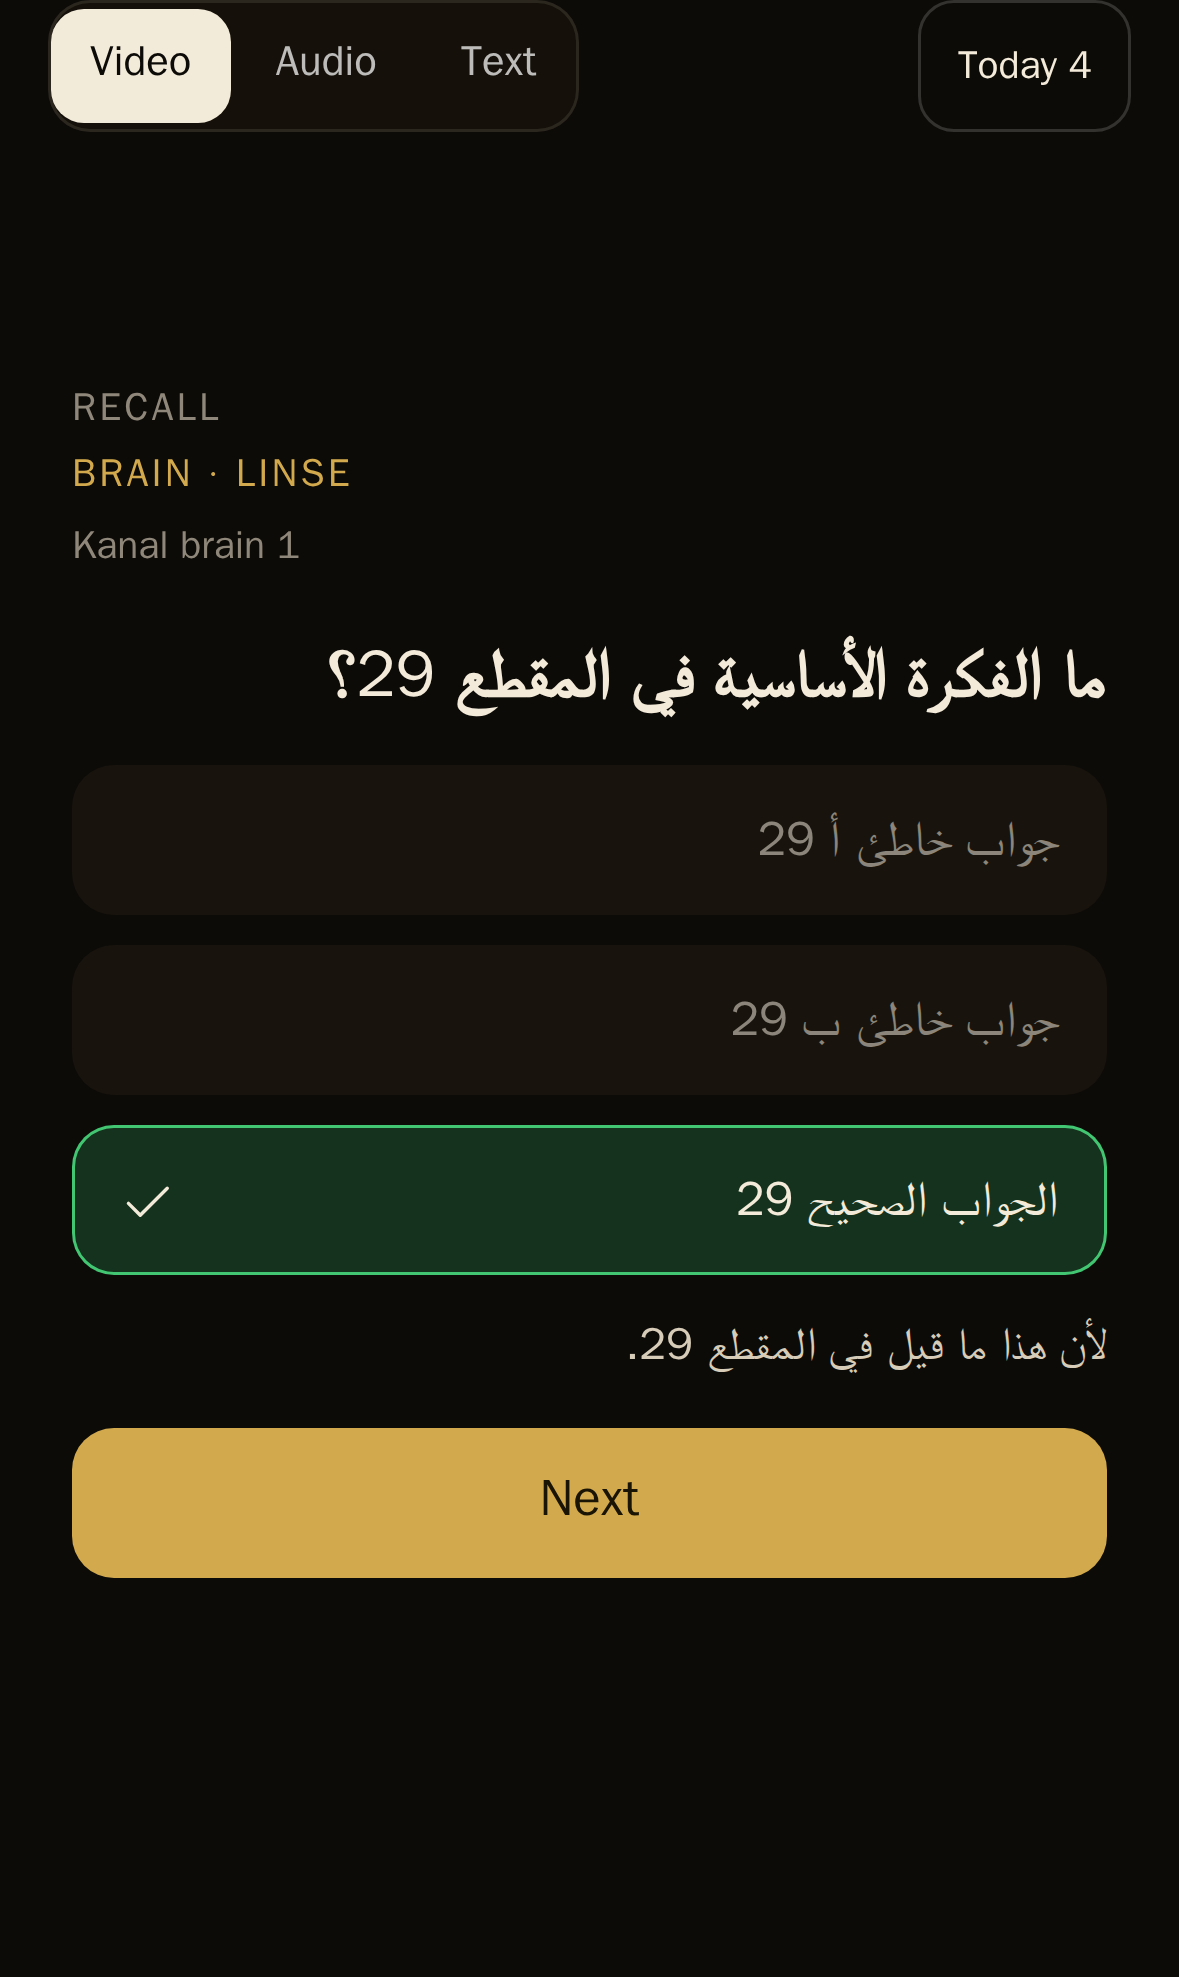 Video Audio Text Today 4
RECALL
BRAIN · LINSE
Kanal brain 1
ما الفكرة الأساسية في المقطع 29؟
جواب خاطئ أ 29
جواب خاطئ ب 29
الجواب الصحيح 29
لأن هذا ما قيل في المقطع 29.
Next